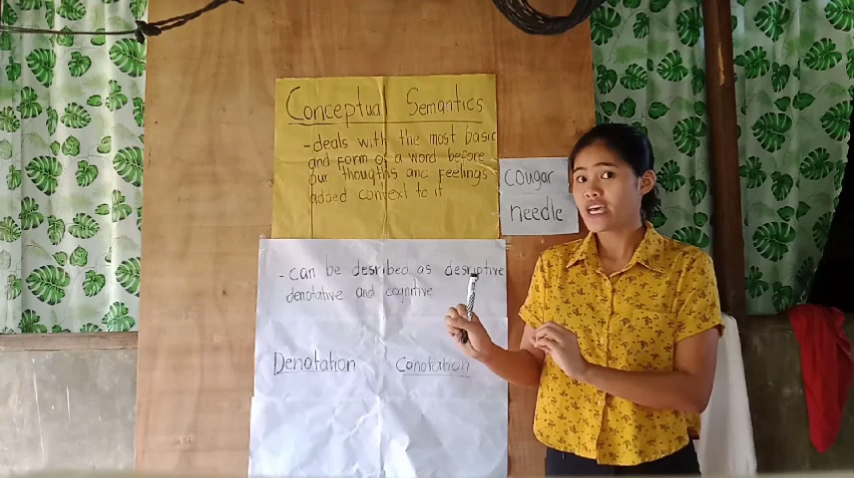 Conceptual Semantics
-deals with the most basic
and form of a word before
our thougths and feelings
added context to it
cougar
needle
- can be desribed as desriptive
denotative and cognitive
Denotation Conotation